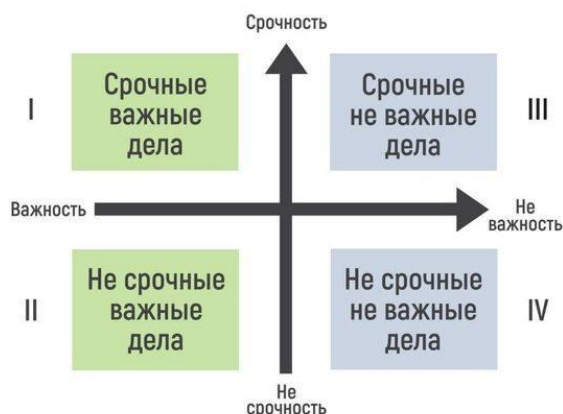 Срочность
I
Срочные
важные
дела
Срочные
не важные
дела
III
Важность
Не
важность
II
Не срочные
важные
дела
Не срочные
не важные
дела
IV
Не
срочность